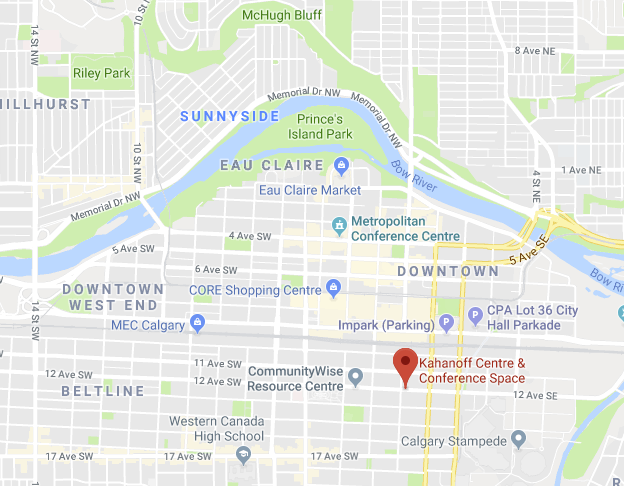 McHugh Bluff
14 St NW
10 St NW
8 Ave NE
Riley Park
HILLHURST
Memorial Dr NW
Memorial Dr NW
SUNNYSIDE
Prince's
Island Park
10 St NW
EAU CLAIRE
Bow River
1 Ave NE
4 St NE
Eau Claire Market
Memorial Dr NW
Metropolitan
Conference Centre
4 Ave SW
5 Ave SW
5 Ave SE
6 Ave SW
DOWNTOWN
Bow Ri
DOWNTOWN
WEST END
CORE Shopping Centre
14 St SW
MEC Calgary
Impark (Parking)
CPA Lot 36 City
Hall Parkade
11 Ave SW
12 Ave SW
CommunityWise
Resource Centre
Kahanoff Centre &
Conference Space
12 Ave SW
12 Ave SE
BELTLINE
Western Canada
High School
Calgary Stampede
17 Ave SW
17 Ave SW
17 Ave SW
R